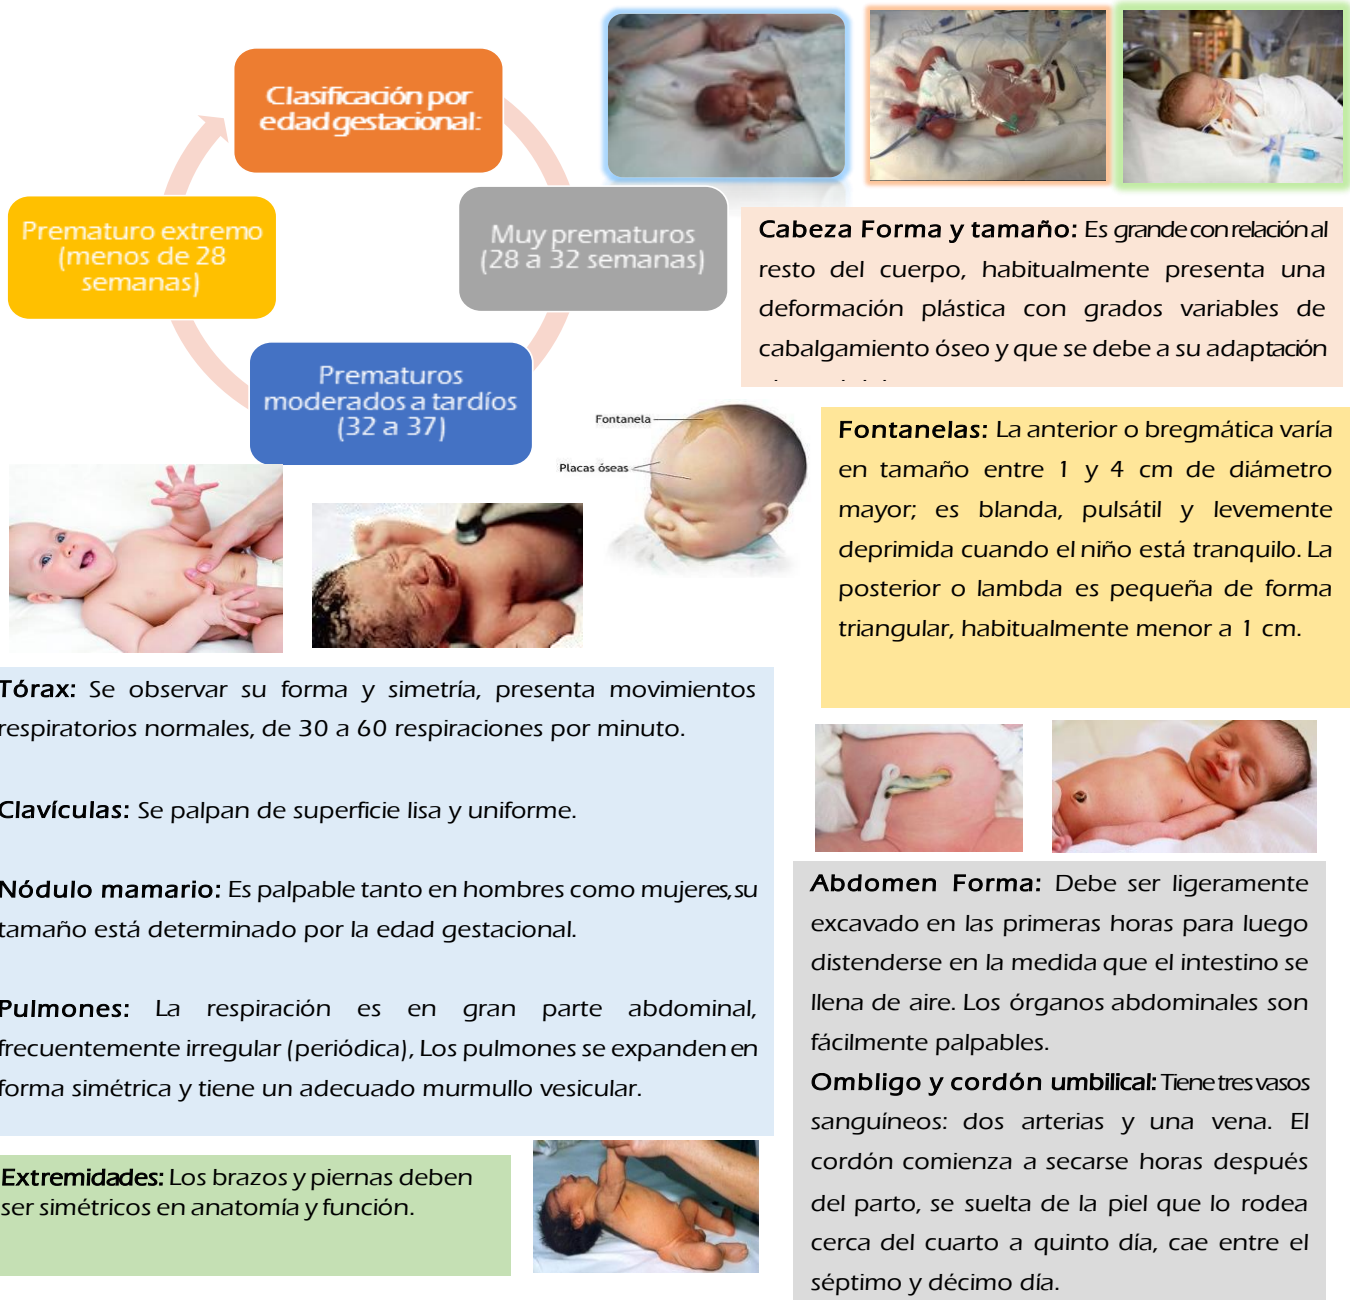 Clasificación por
edad gestacional:
Prematuro extremo
(menos de 28
semanas)
Muy prematuros
(28 a 32 semanas)
Prematuros
moderados a tardíos
(32 a 37)
Cabeza Forma y tamaño: Es grande con relación al
resto del cuerpo, habitualmente presenta una
deformación plástica con grados variables de
cabalgamiento óseo y que se debe a su adaptación
Fontanela
Placas óseas
Fontanelas: La anterior o bregmática varía
en tamaño entre 1 y 4 cm de diámetro
mayor; es blanda, pulsátil y levemente
deprimida cuando el niño está tranquilo. La
posterior o lambda es pequeña de forma
triangular, habitualmente menor a 1 cm.
Tórax: Se observar su forma y simetría, presenta movimientos
respiratorios normales, de 30 a 60 respiraciones por minuto.
Clavículas: Se palpan de superficie lisa y uniforme.
Nódulo mamario: Es palpable tanto en hombres como mujeres, su
tamaño está determinado por la edad gestacional.
Pulmones: La respiración es en gran parte abdominal,
frecuentemente irregular (periódica), Los pulmones se expanden en
forma simétrica y tiene un adecuado murmullo vesicular.
Extremidades: Los brazos y piernas deben
ser simétricos en anatomía y función.
Abdomen Forma: Debe ser ligeramente
excavado en las primeras horas para luego
distenderse en la medida que el intestino se
llena de aire. Los órganos abdominales son
fácilmente palpables.
Ombligo y cordón umbilical: Tiene tres vasos
sanguíneos: dos arterias y una vena. El
cordón comienza a secarse horas después
del parto, se suelta de la piel que lo rodea
cerca del cuarto a quinto día, cae entre el
séptimo y décimo día.